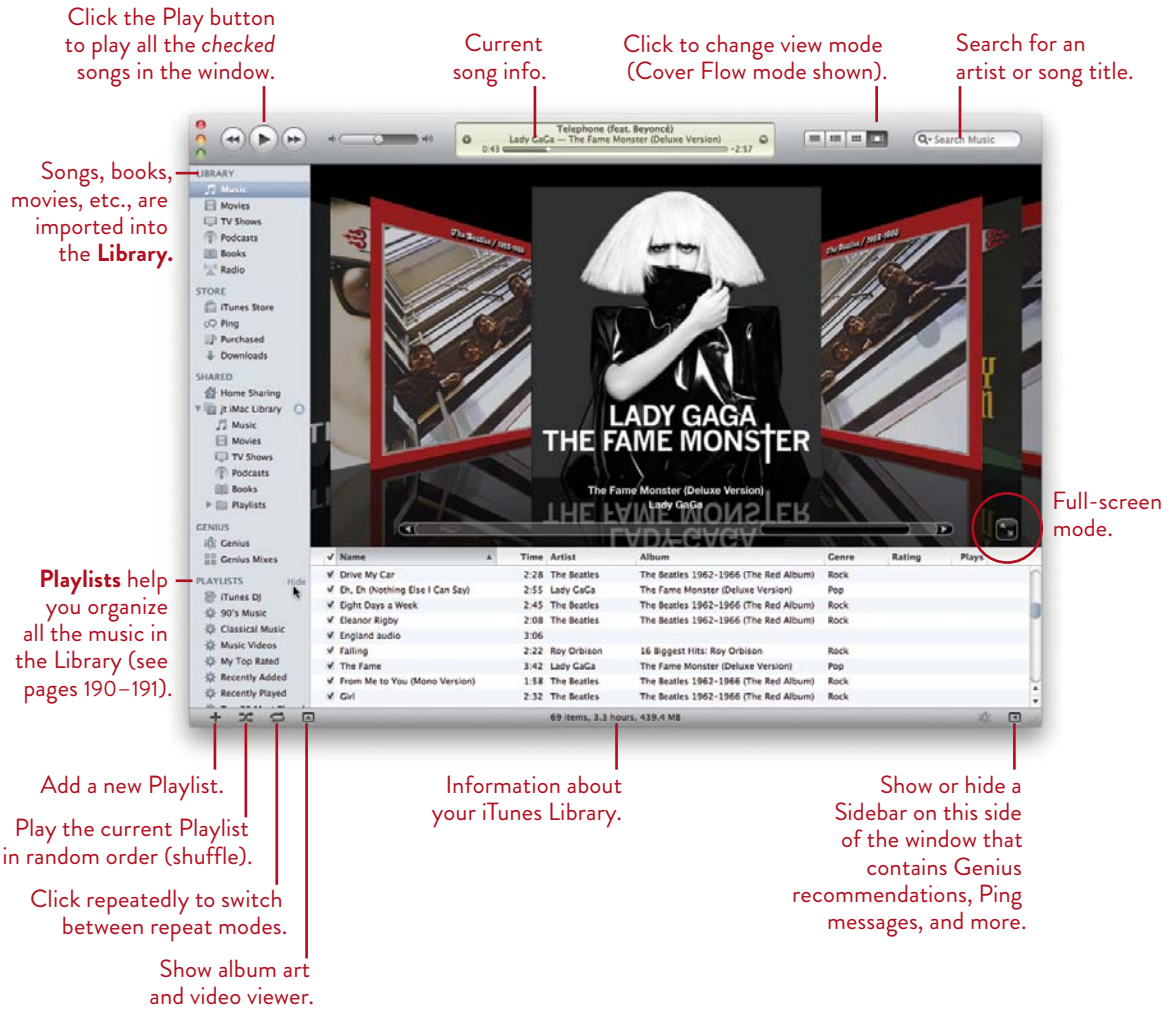 Click the Play button
to play all the checked
songs in the window.
Current
song info.
Click to change view mode
(Cover Flow mode shown).
Search for an
artist or song title.
Telephone (feat. Beyoncé)
Lady GaGa — The Fame Monster (Deluxe Version)
0:43
-2:57
Search Music
Songs, books,
movies, etc., are
imported into
the Library.
LIBRARY
Music
Movies
TV Shows
Podcasts
Books
Radio
STORE
iTunes Store
Ping
Purchased
Downloads
SHARED
Home Sharing
jt iMac Library
Music
Movies
TV Shows
Podcasts
Books
Playlists
GENIUS
Genius
Genius Mixes
PLAYLISTS Hide
iTunes DJ
90's Music
Classical Music
Music Videos
My Top Rated
Recently Added
Recently Played
The Beatles / 1962-1966
The Beatles / 1962-1966
LADY GAGA
THE FAME MONSTER
The Fame Monster (Deluxe Version)
Lady GaGa
Full-screen
mode.
Playlists help
you organize
all the music in
the Library (see
pages 190–191).
√ Name Time Artist Album Genre Rating Plays
√ Drive My Car 2:28 The Beatles The Beatles 1962–1966 (The Red Album) Rock
√ Eh, Eh (Nothing Else I Can Say) 2:55 Lady GaGa The Fame Monster (Deluxe Version) Pop
√ Eight Days a Week 2:45 The Beatles The Beatles 1962–1966 (The Red Album) Rock
√ Eleanor Rigby 2:08 The Beatles The Beatles 1962–1966 (The Red Album) Rock
√ England audio 3:06
√ Falling 2:22 Roy Orbison 16 Biggest Hits: Roy Orbison Rock
√ The Fame 3:42 Lady GaGa The Fame Monster (Deluxe Version) Pop
√ From Me to You (Mono Version) 1:58 The Beatles The Beatles 1962–1966 (The Red Album) Rock
√ Girl 2:32 The Beatles The Beatles 1962–1966 (The Red Album) Rock
69 items, 3.3 hours, 439.4 MB
Add a new Playlist.
Play the current Playlist
in random order (shuffle).
Click repeatedly to switch
between repeat modes.
Show album art
and video viewer.
Information about
your iTunes Library.
Show or hide a
Sidebar on this side
of the window that
contains Genius
recommendations, Ping
messages, and more.